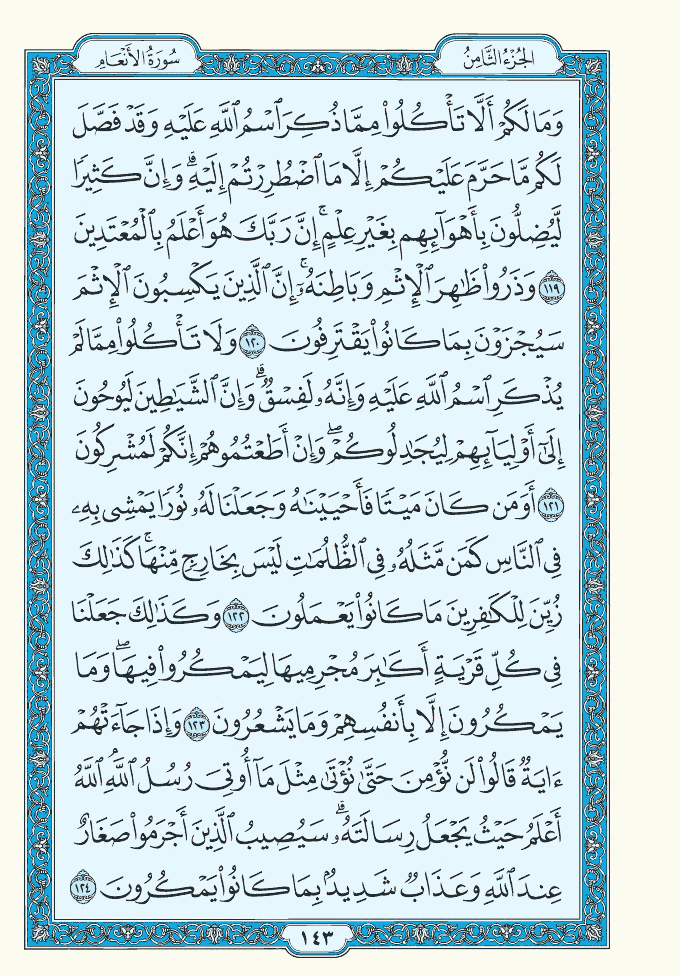 الجُزْءُ الثَّامِنُ
سُورَةُ الأَنْعَامِ
وَمَا لَكُمْ أَلَّا تَأْكُلُوا۟ مِمَّا ذُكِرَ ٱسْمُ ٱللَّهِ عَلَيْهِ وَقَدْ فَصَّلَ
لَكُم مَّا حَرَّمَ عَلَيْكُمْ إِلَّا مَا ٱضْطُرِرْتُمْ إِلَيْهِ ۗ وَإِنَّ كَثِيرًا
لَّيُضِلُّونَ بِأَهْوَآئِهِم بِغَيْرِ عِلْمٍ ۗ إِنَّ رَبَّكَ هُوَ أَعْلَمُ بِٱلْمُعْتَدِينَ
١١٩ وَذَرُوا۟ ظَٰهِرَ ٱلْإِثْمِ وَبَاطِنَهُۥٓ ۚ إِنَّ ٱلَّذِينَ يَكْسِبُونَ ٱلْإِثْمَ
سَيُجْزَوْنَ بِمَا كَانُوا۟ يَقْتَرِفُونَ ١٢٠ وَلَا تَأْكُلُوا۟ مِمَّا لَمْ
يُذْكَرِ ٱسْمُ ٱللَّهِ عَلَيْهِ وَإِنَّهُۥ لَفِسْقٌ ۗ وَإِنَّ ٱلشَّيَٰطِينَ لَيُوحُونَ
إِلَىٰٓ أَوْلِيَآئِهِمْ لِيُجَٰدِلُوكُمْ ۖ وَإِنْ أَطَعْتُمُوهُمْ إِنَّكُمْ لَمُشْرِكُونَ
١٢١ أَوَمَن كَانَ مَيْتًا فَأَحْيَيْنَٰهُ وَجَعَلْنَا لَهُۥ نُورًا يَمْشِى بِهِۦ
فِى ٱلنَّاسِ كَمَن مَّثَلُهُۥ فِى ٱلظُّلُمَٰتِ لَيْسَ بِخَارِجٍ مِّنْهَا ۚ كَذَٰلِكَ
زُيِّنَ لِلْكَٰفِرِينَ مَا كَانُوا۟ يَعْمَلُونَ ١٢٢ وَكَذَٰلِكَ جَعَلْنَا
فِى كُلِّ قَرْيَةٍ أَكَٰبِرَ مُجْرِمِيهَا لِيَمْكُرُوا۟ فِيهَا ۖ وَمَا
يَمْكُرُونَ إِلَّا بِأَنفُسِهِمْ وَمَا يَشْعُرُونَ ١٢٣ وَإِذَا جَآءَتْهُمْ
ءَايَةٌ قَالُوا۟ لَن نُّؤْمِنَ حَتَّىٰ نُؤْتَىٰ مِثْلَ مَآ أُوتِىَ رُسُلُ ٱللَّهِ ۘ ٱللَّهُ
أَعْلَمُ حَيْثُ يَجْعَلُ رِسَالَتَهُۥ ۗ سَيُصِيبُ ٱلَّذِينَ أَجْرَمُوا۟ صَغَارٌ
عِندَ ٱللَّهِ وَعَذَابٌ شَدِيدٌۢ بِمَا كَانُوا۟ يَمْكُرُونَ ١٢٤
١٤٣